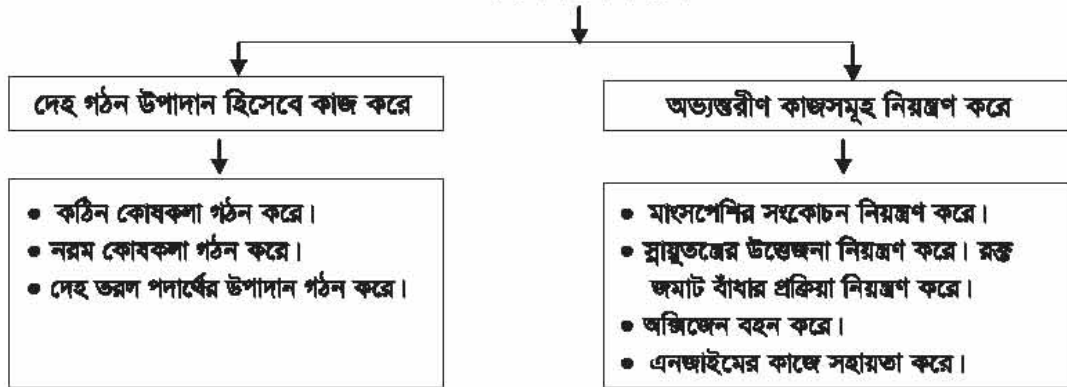 দেহ গঠন উপাদান হিসেবে কাজ করে
অভ্যন্তরীণ কাজসমূহ নিয়ন্ত্রণ করে
• কঠিন কোষকলা গঠন করে।
• নরম কোষকলা গঠন করে।
• দেহ তরল পদার্থের উপাদান গঠন করে।
• মাংসপেশির সংকোচন নিয়ন্ত্রণ করে।
• স্নায়ুতন্ত্রের উত্তেজনা নিয়ন্ত্রণ করে। রক্ত
জমাট বাঁধার প্রক্রিয়া নিয়ন্ত্রণ করে।
• অক্সিজেন বহন করে।
• এনজাইমের কাজে সহায়তা করে।